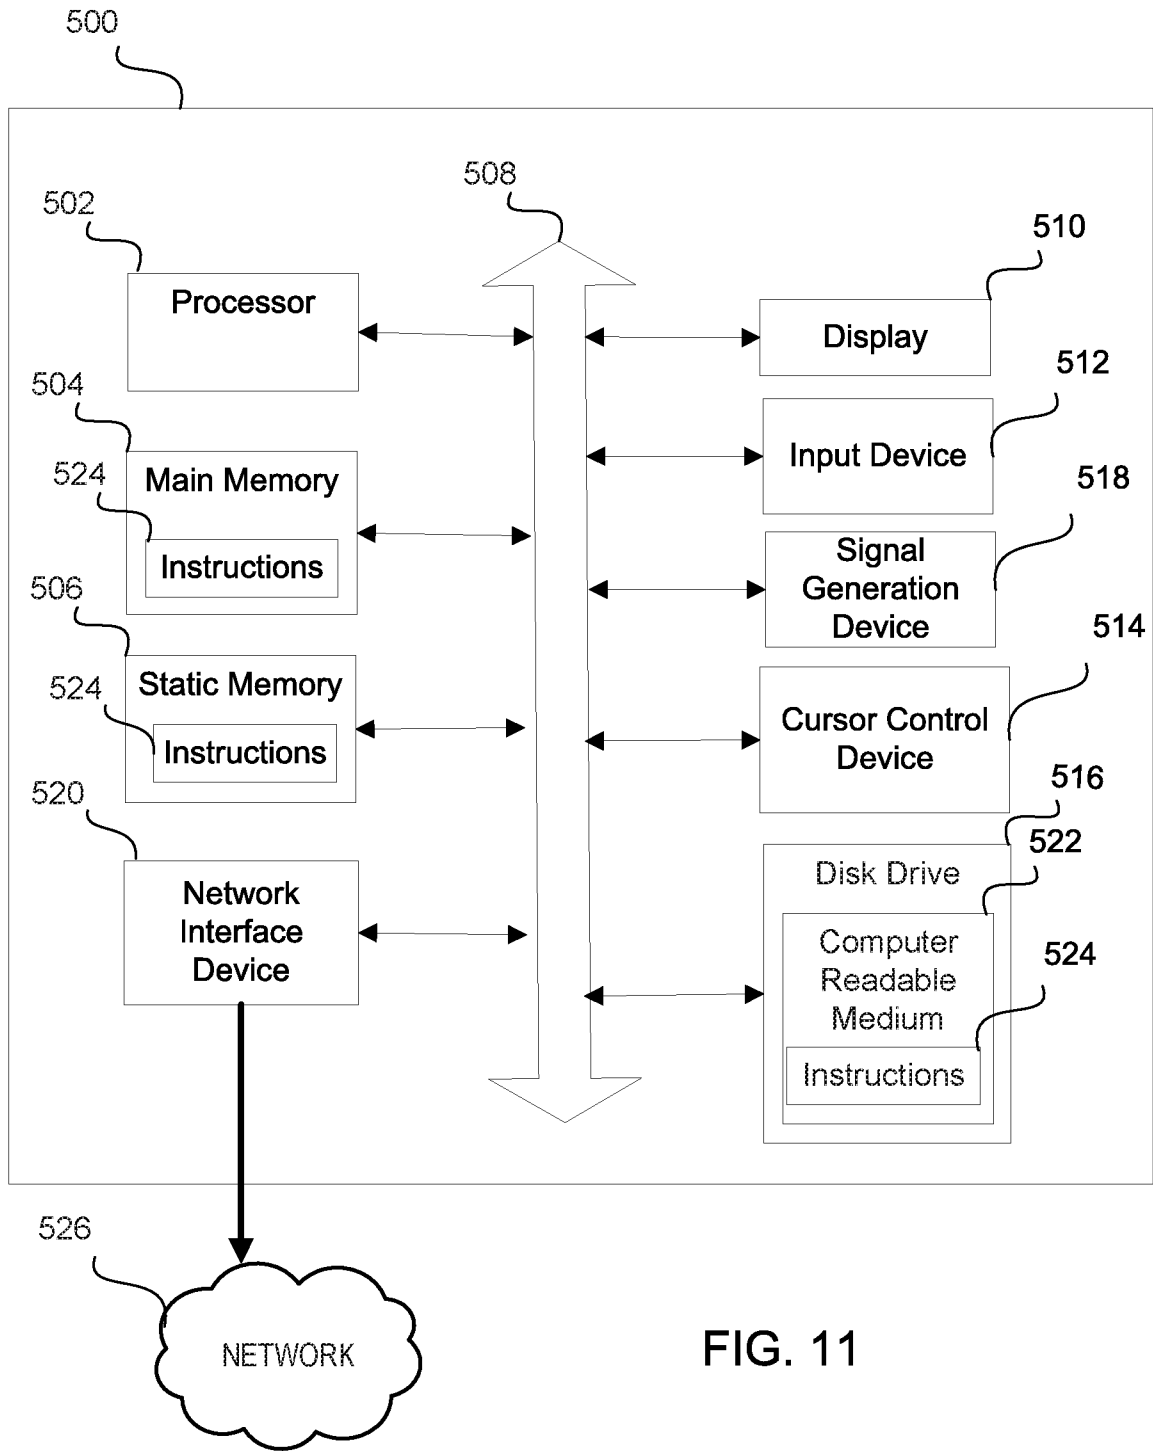 500
508
502
Processor
510
Display
504
524
Main Memory
Instructions
512
Input Device
518
Signal
Generation
Device
506
524
Static Memory
Instructions
514
Cursor Control
Device
520
Network
Interface
Device
516
522
Disk Drive
Computer
Readable
Medium
524
Instructions
526
NETWORK
FIG. 11